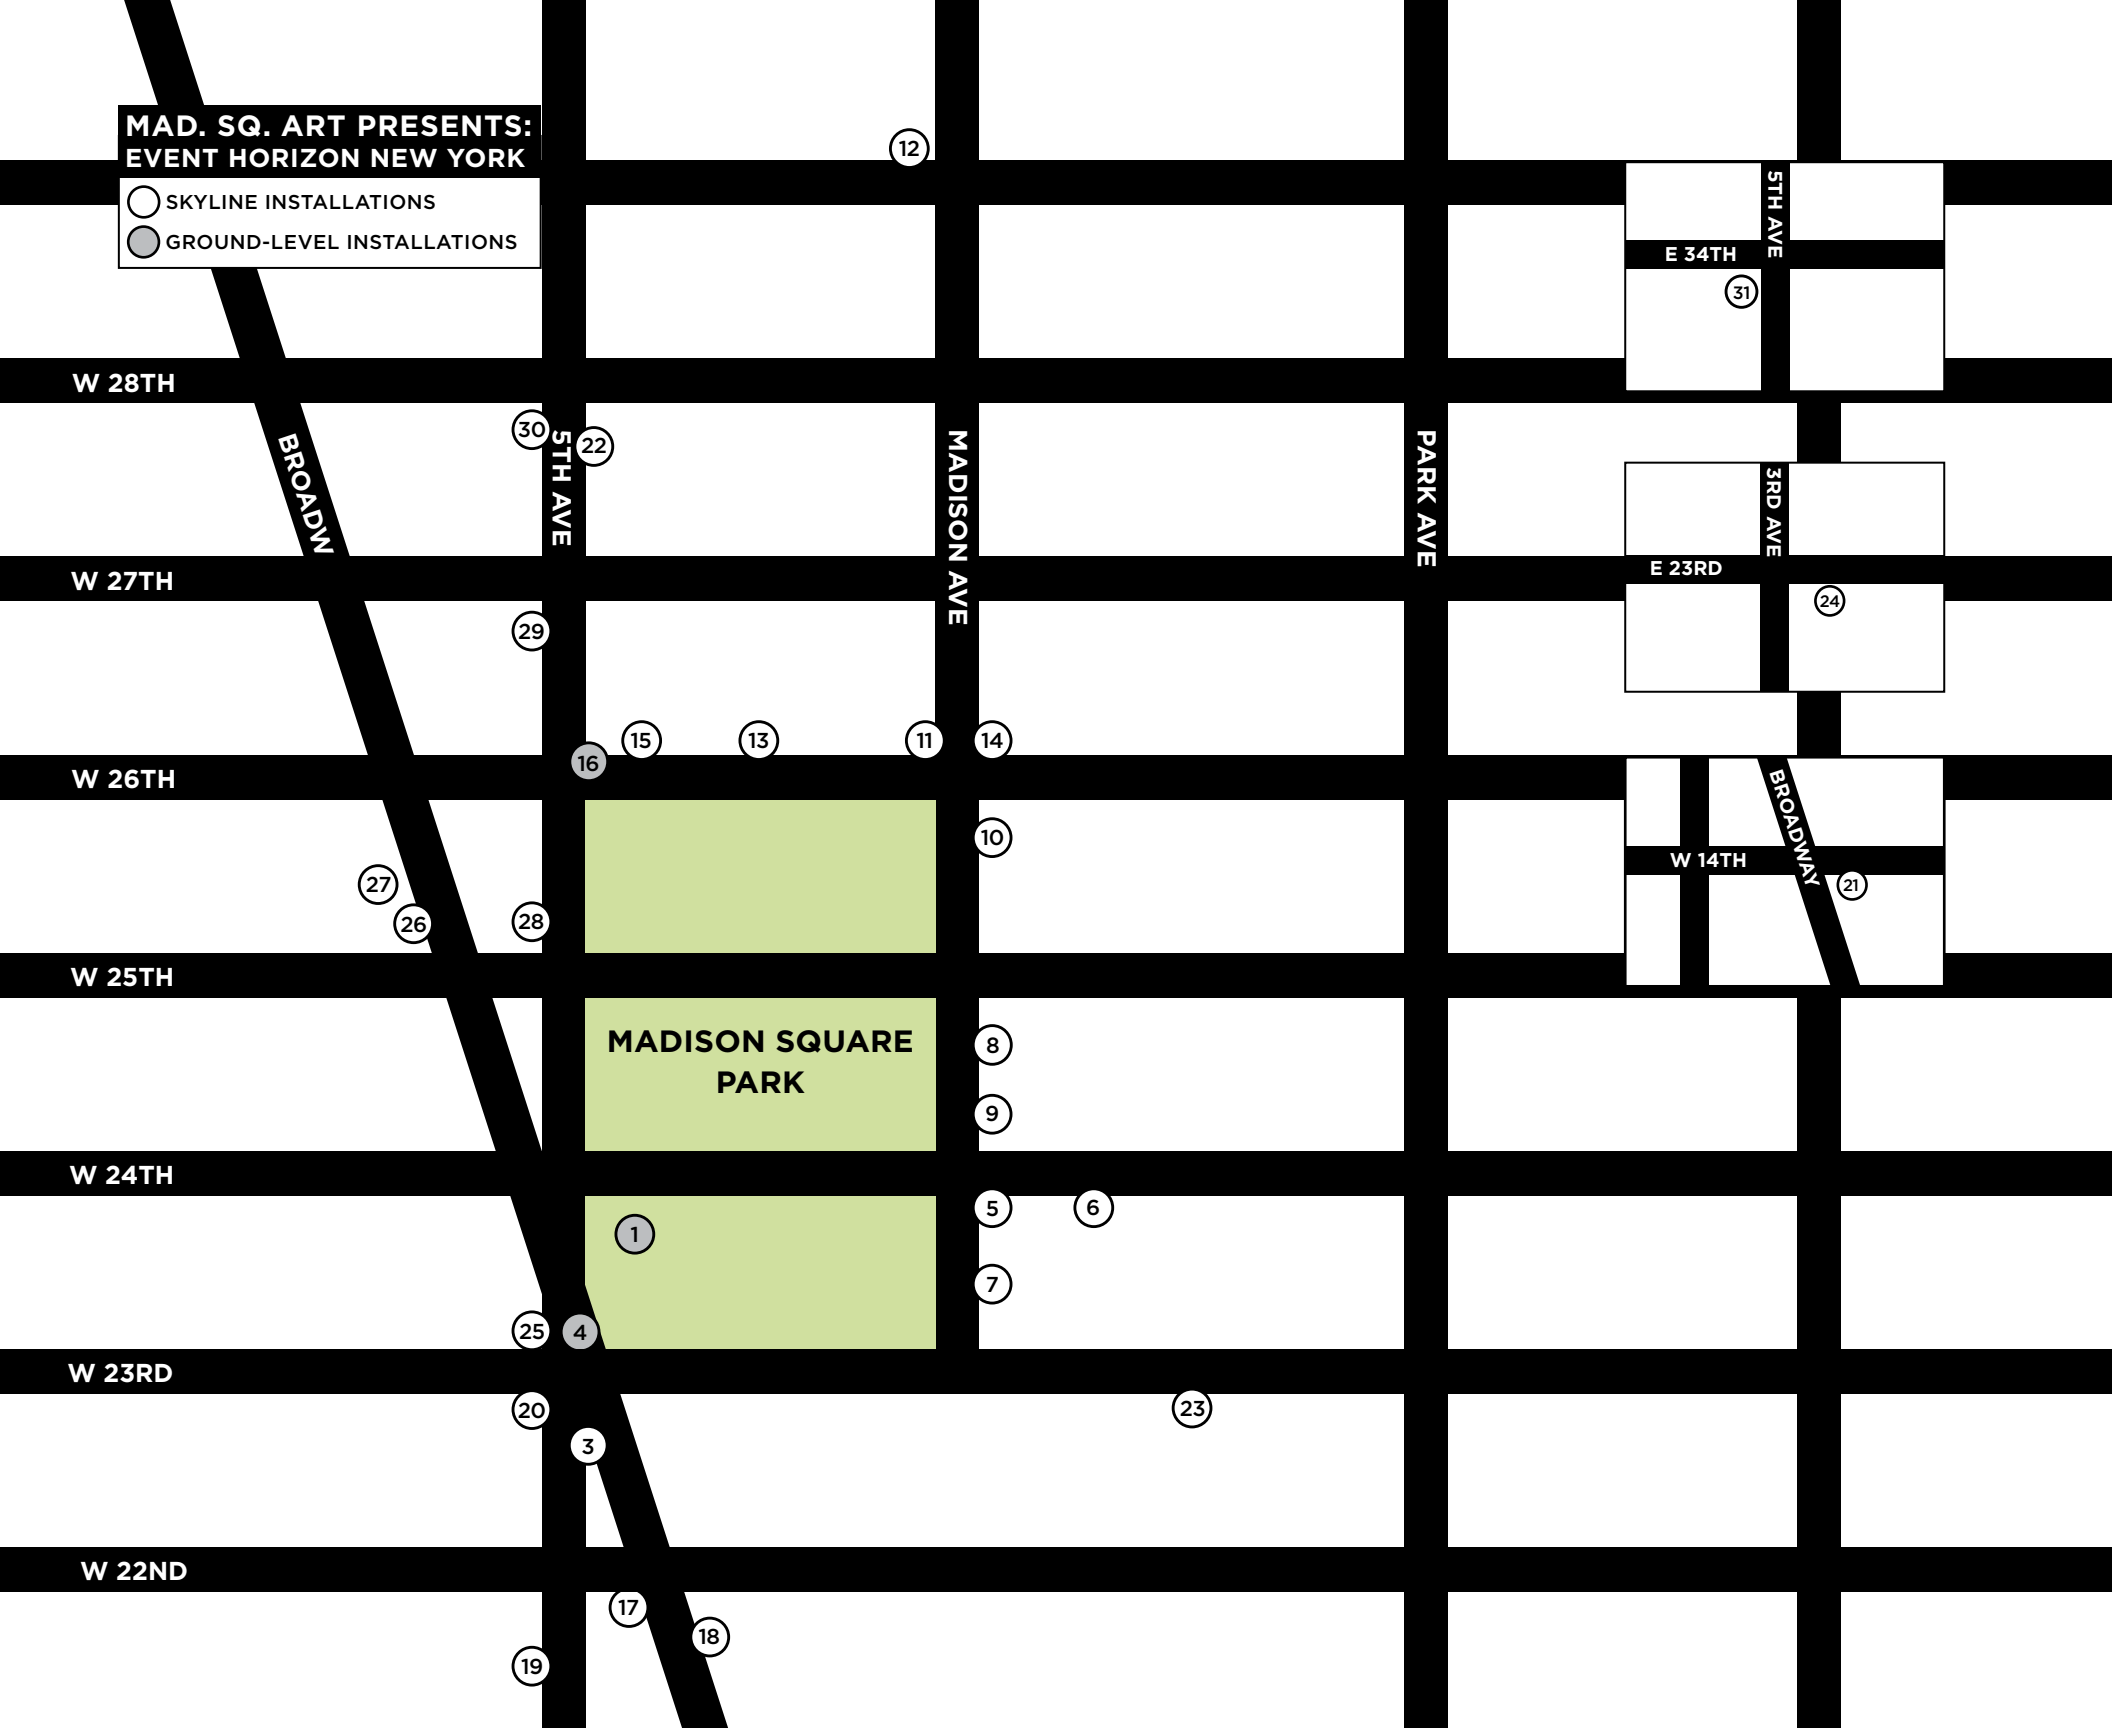 MAD. SQ. ART PRESENTS:
EVENT HORIZON NEW YORK
SKYLINE INSTALLATIONS
GROUND-LEVEL INSTALLATIONS
12
5TH AVE
E 34TH
31
W 28TH
BROADW
30
5TH AVE
22
MADISON AVE
PARK AVE
3RD AVE
E 23RD
24
W 27TH
29
15
13
11
14
16
W 26TH
BROADWAY
W 14TH
21
10
27
26
28
W 25TH
MADISON SQUARE
PARK
8
9
W 24TH
5
6
1
7
25
4
W 23RD
20
23
3
W 22ND
17
18
19